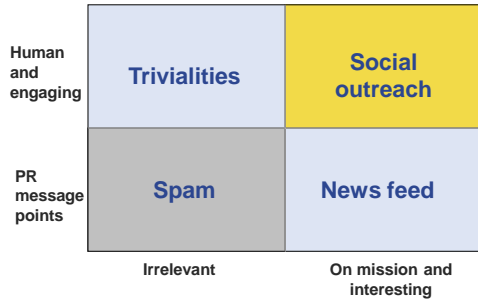 Human
and
engaging
Trivialities
Social
outreach
PR
message
points
Spam
News feed
Irrelevant
On mission and
interesting